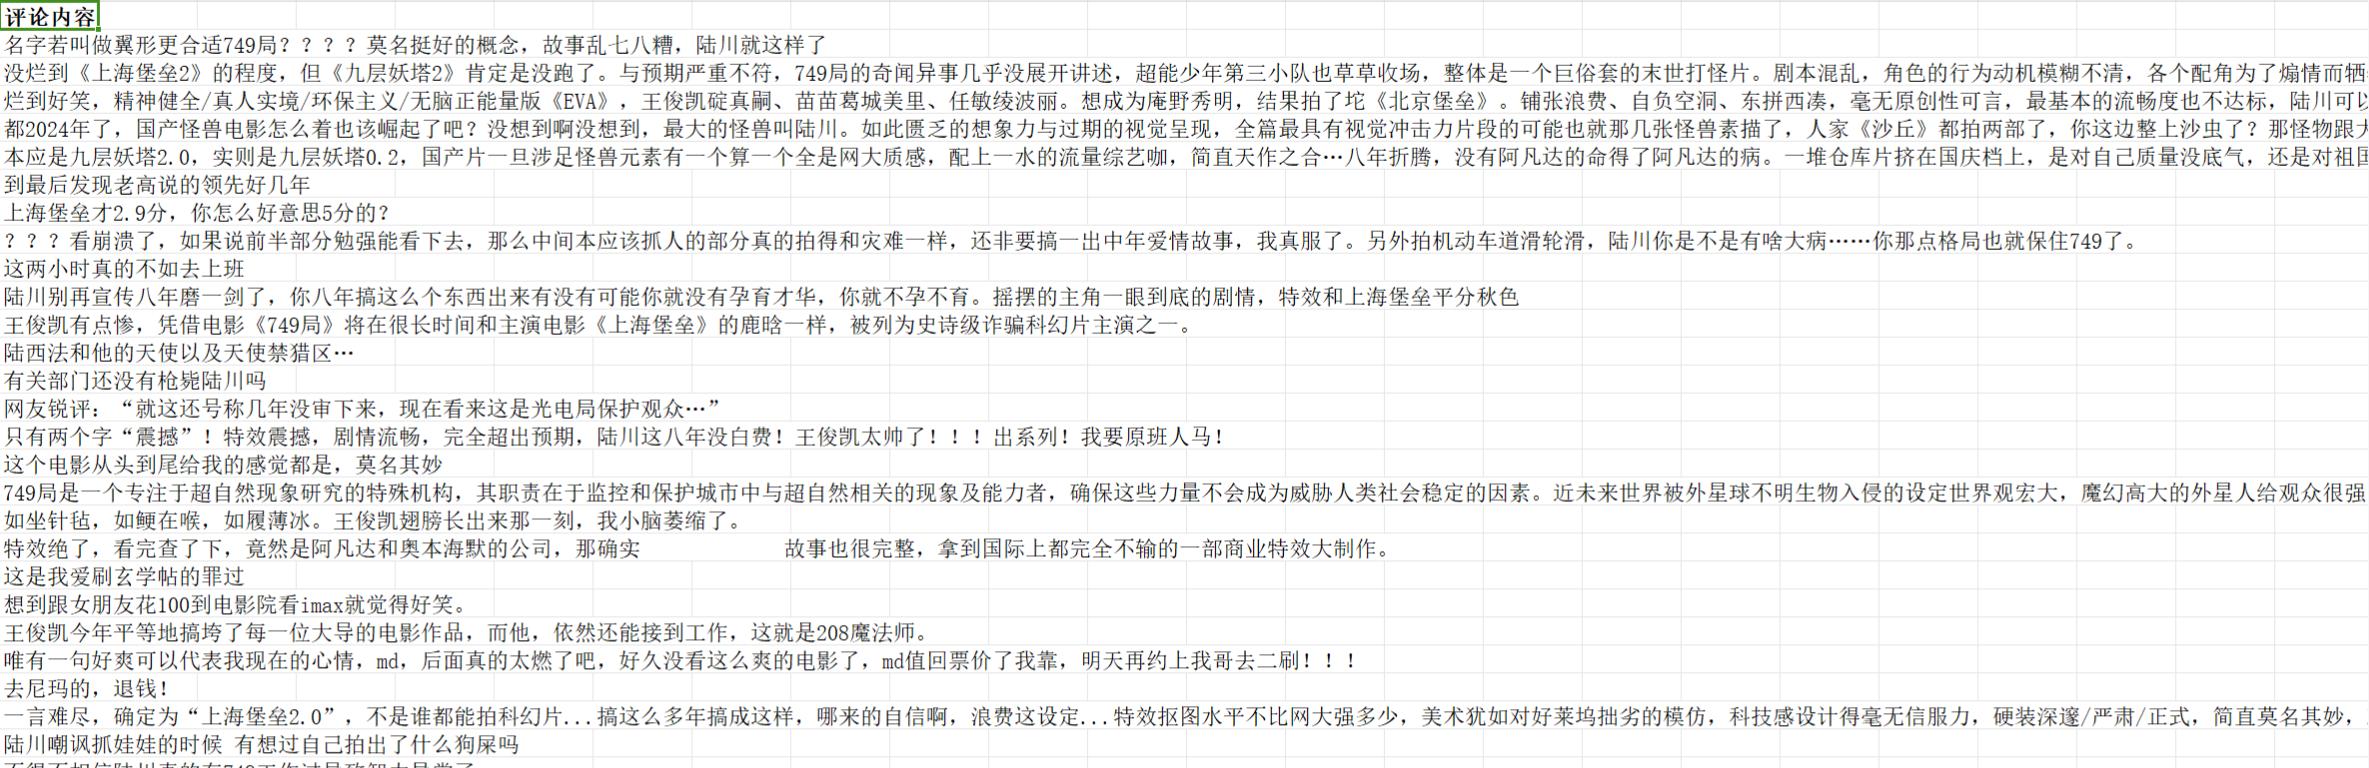 评论内容
名字若叫做翼形更合适749局？？？？莫名挺好的概念，故事乱七八糟，陆川就这样了
没烂到《上海堡垒2》的程度，但《九层妖塔2》肯定是没跑了。与预期严重不符，749局的奇闻异事几乎没展开讲述，超能少年第三小队也草草收场，整体是一个巨俗套的末世打怪片。剧本混乱，角色的行为动机模糊不清，各个配角为了煽情而牺
烂到好笑，精神健全/真人实境/环保主义/无脑正能量版《EVA》，王俊凯碇真嗣、苗苗葛城美里、任敏绫波丽。想成为庵野秀明，结果拍了坨《北京堡垒》。铺张浪费、自负空洞、东拼西凑，毫无原创性可言，最基本的流畅度也不达标，陆川可以
都2024年了，国产怪兽电影怎么着也该崛起了吧？没想到啊没想到，最大的怪兽叫陆川。如此匮乏的想象力与过期的视觉呈现，全篇最具有视觉冲击力片段的可能也就那几张怪兽素描了，人家《沙丘》都拍两部了，你这边整上沙虫了？那怪物跟大
本应是九层妖塔2.0，实则是九层妖塔0.2，国产片一旦涉足怪兽元素有一个算一个全是网大质感，配上一水的流量综艺咖，简直天作之合…八年折腾，没有阿凡达的命得了阿凡达的病。一堆仓库片挤在国庆档上，是对自己质量没底气，还是对祖国
到最后发现老高说的领先好几年
上海堡垒才2.9分，你怎么好意思5分的？
？？？看崩溃了，如果说前半部分勉强能看下去，那么中间本应该抓人的部分真的拍得和灾难一样，还非要搞一出中年爱情故事，我真服了。另外拍机动车道滑轮滑，陆川你是不是有啥大病……你那点格局也就保住749了。
这两小时真的不如去上班
陆川别再宣传八年磨一剑了，你八年搞这么个东西出来有没有可能你就没有孕育才华，你就不孕不育。摇摆的主角一眼到底的剧情，特效和上海堡垒平分秋色
王俊凯有点惨，凭借电影《749局》将在很长时间和主演电影《上海堡垒》的鹿晗一样，被列为史诗级诈骗科幻片主演之一。
陆西法和他的天使以及天使禁猎区…
有关部门还没有枪毙陆川吗
网友锐评：“就这还号称几年没审下来，现在看来这是光电局保护观众…”
只有两个字“震撼”！特效震撼，剧情流畅，完全超出预期，陆川这八年没白费！王俊凯太帅了！！！出系列！我要原班人马！
这个电影从头到尾给我的感觉都是，莫名其妙
749局是一个专注于超自然现象研究的特殊机构，其职责在于监控和保护城市中与超自然相关的现象及能力者，确保这些力量不会成为威胁人类社会稳定的因素。近未来世界被外星球不明生物入侵的设定世界观宏大，魔幻高大的外星人给观众很强
如坐针毡，如鲠在喉，如履薄冰。王俊凯翅膀长出来那一刻，我小脑萎缩了。
特效绝了，看完查了下，竟然是阿凡达和奥本海默的公司，那确实 故事也很完整，拿到国际上都完全不输的一部商业特效大制作。
这是我爱刷玄学帖的罪过
想到跟女朋友花100到电影院看imax就觉得好笑。
王俊凯今年平等地搞垮了每一位大导的电影作品，而他，依然还能接到工作，这就是208魔法师。
唯有一句好爽可以代表我现在的心情，md，后面真的太燃了吧，好久没看这么爽的电影了，md值回票价了我靠，明天再约上我哥去二刷！！！
去尼玛的，退钱！
一言难尽，确定为“上海堡垒2.0”，不是谁都能拍科幻片...搞这么多年搞成这样，哪来的自信啊，浪费这设定...特效抠图水平不比网大强多少，美术犹如对好莱坞拙劣的模仿，科技感设计得毫无信服力，硬装深邃/严肃/正式，简直莫名其妙，
陆川嘲讽抓娃娃的时候 有想过自己拍出了什么狗屎吗